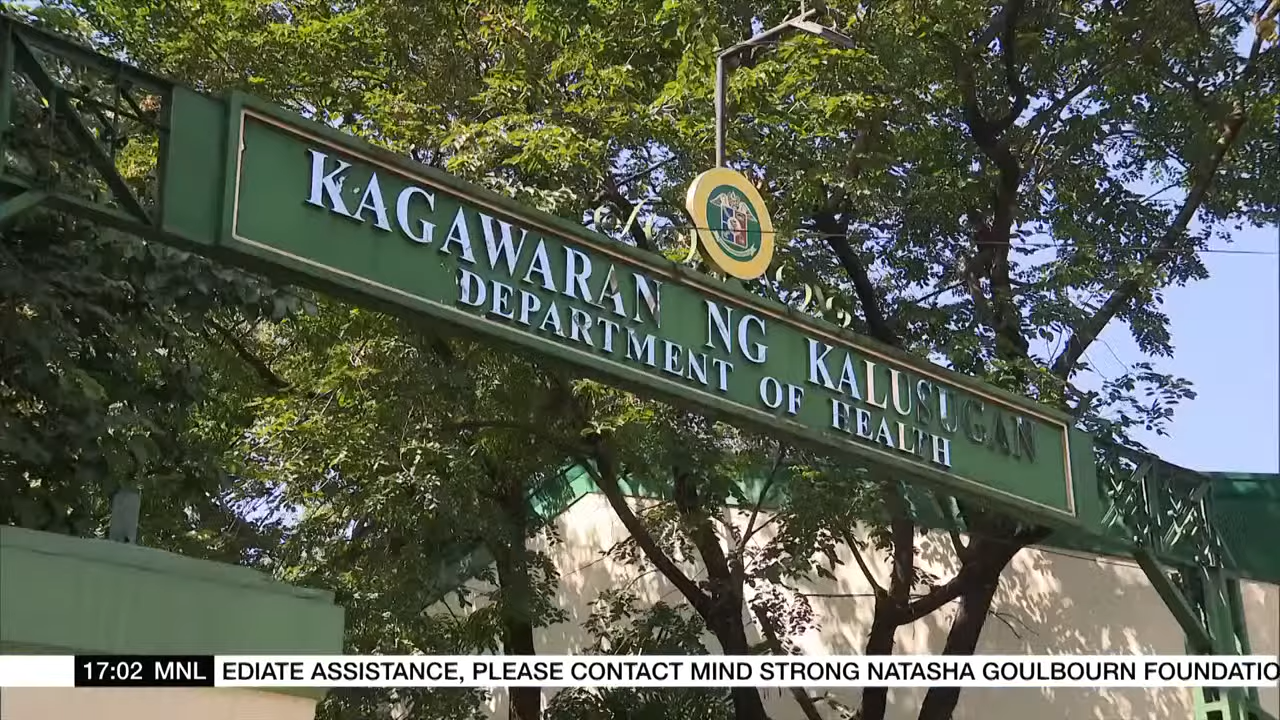 KAGAWARAN NG KALUSUGAN
DEPARTMENT OF HEALTH
17:02 MNL EDIATE ASSISTANCE, PLEASE CONTACT MIND STRONG NATASHA GOULBOURN FOUNDATIO